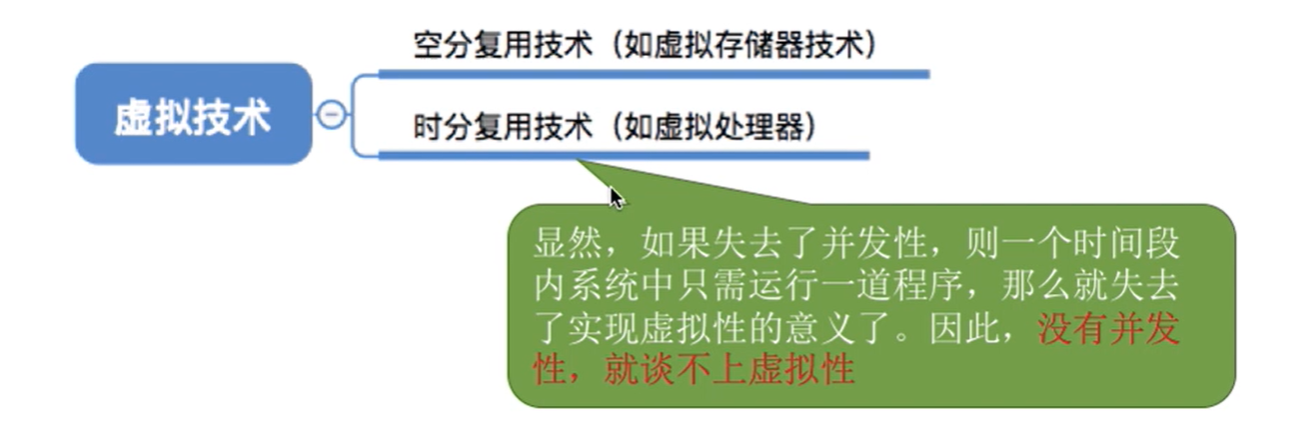 虚拟技术
空分复用技术（如虚拟存储器技术）
时分复用技术（如虚拟处理器）
显然，如果失去了并发性，则一个时间段
内系统中只需运行一道程序，那么就失去
了实现虚拟性的意义了。因此，没有并发
性，就谈不上虚拟性